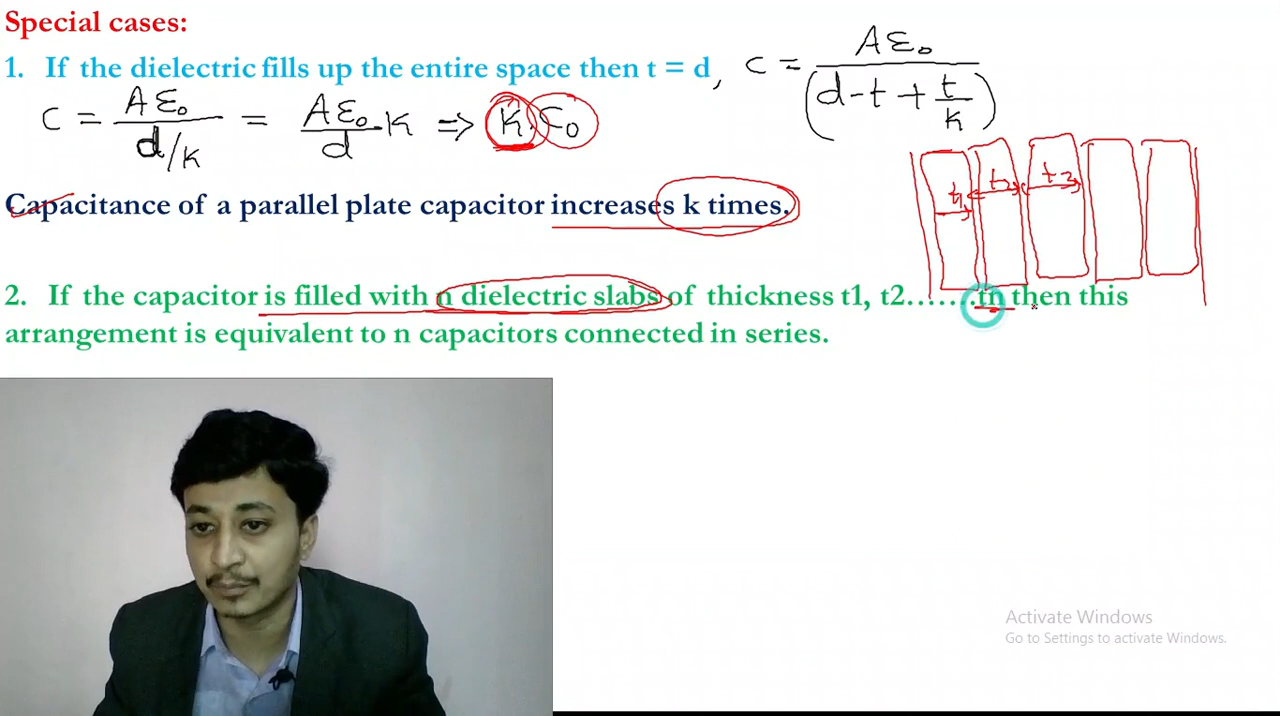 Special cases:
1. If the dielectric fills up the entire space then t = d, C = Aε₀ / (d - t + t/k)
C = Aε₀ / d/k = Aε₀/d k ⇒ k C₀
t₁ t₂ t₃
Capacitance of a parallel plate capacitor increases k times.
2. If the capacitor is filled with n dielectric slabs of thickness t1, t2.......tn then this
arrangement is equivalent to n capacitors connected in series.
Activate Windows
Go to Settings to activate Windows.